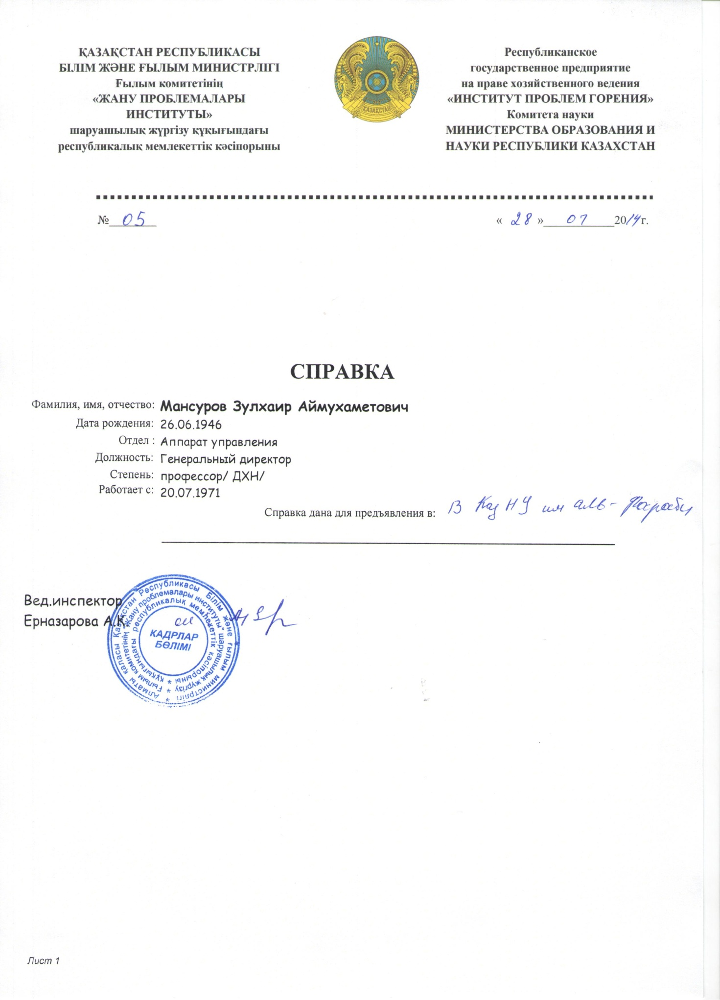 ҚАЗАҚСТАН РЕСПУБЛИКАСЫ
БІЛІМ ЖӘНЕ ҒЫЛЫМ МИНИСТРЛІГІ
Ғылым комитетінің
«ЖАНУ ПРОБЛЕМАЛАРЫ
ИНСТИТУТЫ»
шаруашылық жүргізу құқығындағы
республикалық мемлекеттік кәсіпорыны
ҚАЗАҚСТАН
Республиканское
государственное предприятие
на праве хозяйственного ведения
«ИНСТИТУТ ПРОБЛЕМ ГОРЕНИЯ»
Комитета науки
МИНИСТЕРСТВА ОБРАЗОВАНИЯ И
НАУКИ РЕСПУБЛИКИ КАЗАХСТАН
№ 05
« 28 » 07 2014г.
СПРАВКА
Фамилия, имя, отчество: Мансуров Зулхаир Аймухаметович
Дата рождения: 26.06.1946
Отдел : Аппарат управления
Должность: Генеральный директор
Степень: профессор/ ДХН/
Работает с: 20.07.1971
Справка дана для предъявления в: В КазНУ им аль-Фараби
Вед.инспектор
Ерназарова А.К.
Алматы қаласы Қазақстан Республикасы Білім және ғылым министрлігі *
Ғылым комитетінің "Жану проблемалары институты" шаруашылық жүргізу *
құқығындағы республикалық мемлекеттік кәсіпорыны *
КАДРЛАР
БӨЛІМІ
Лист 1